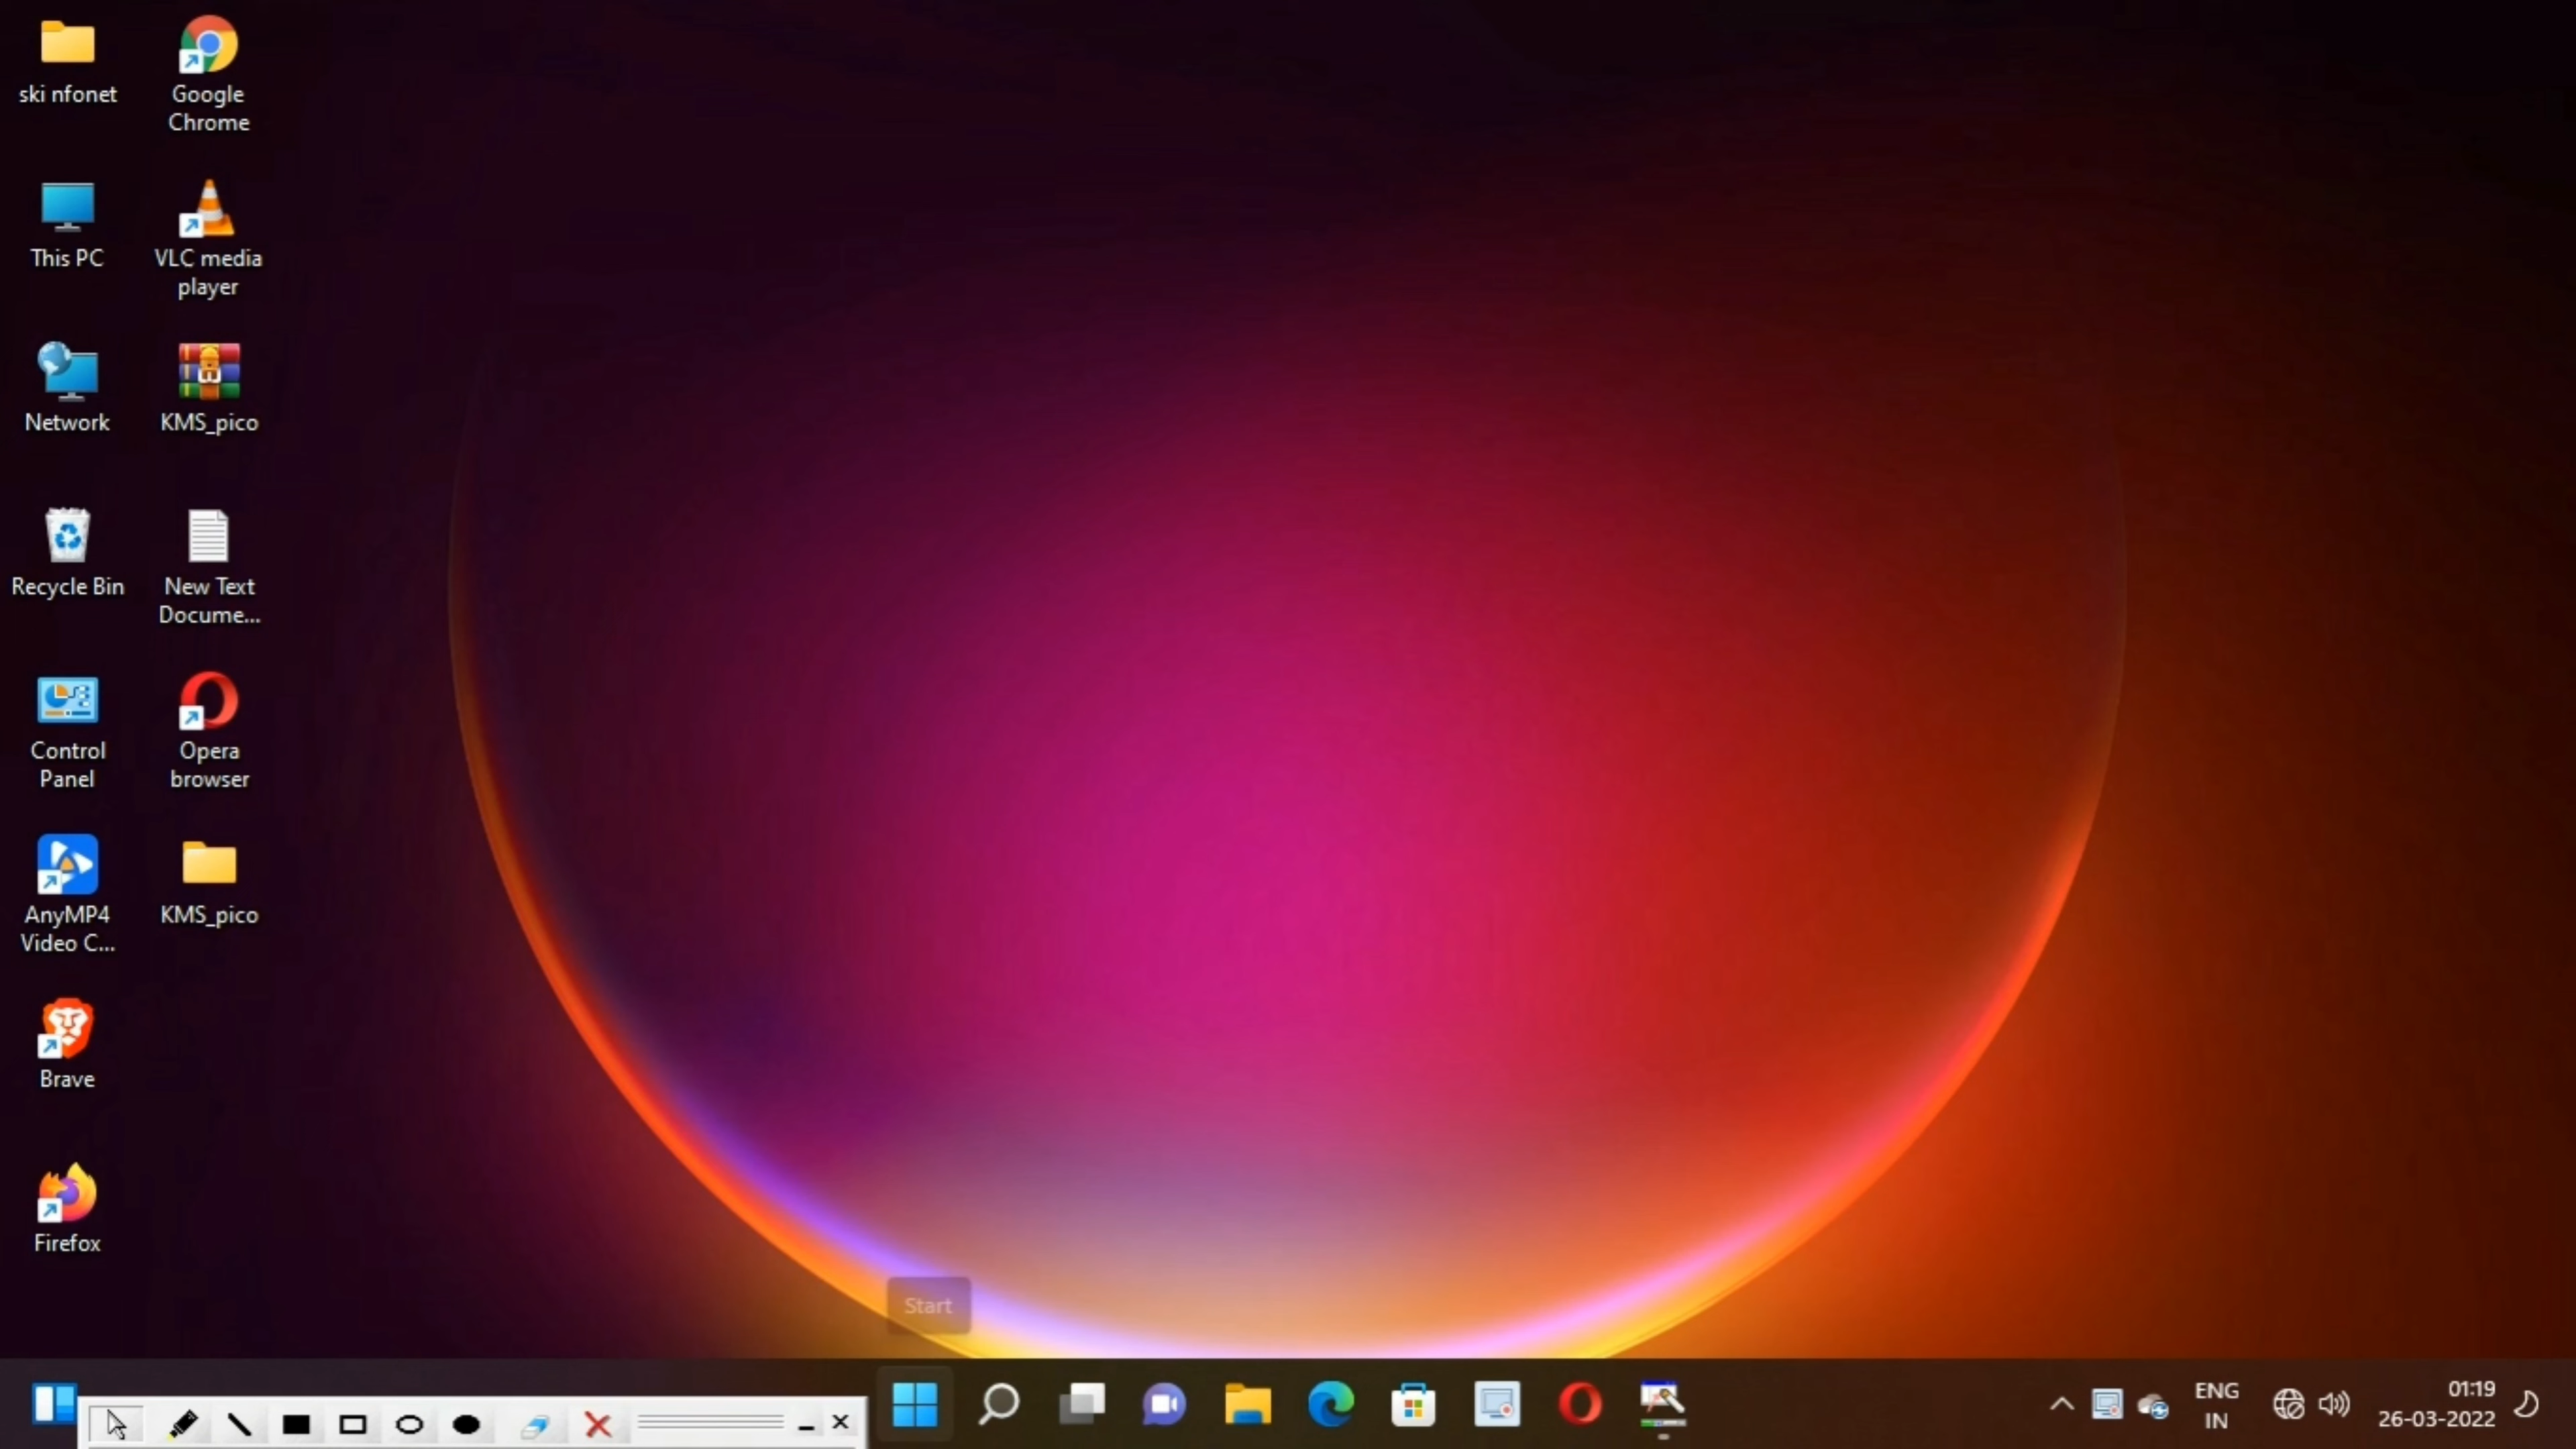 ski nfonet
Google
Chrome
This PC
VLC media
player
Network
KMS_pico
Recycle Bin
New Text
Docume...
Control
Panel
Opera
browser
AnyMP4
Video C...
KMS_pico
Brave
Firefox
Start
ENG
IN
01:19
26-03-2022